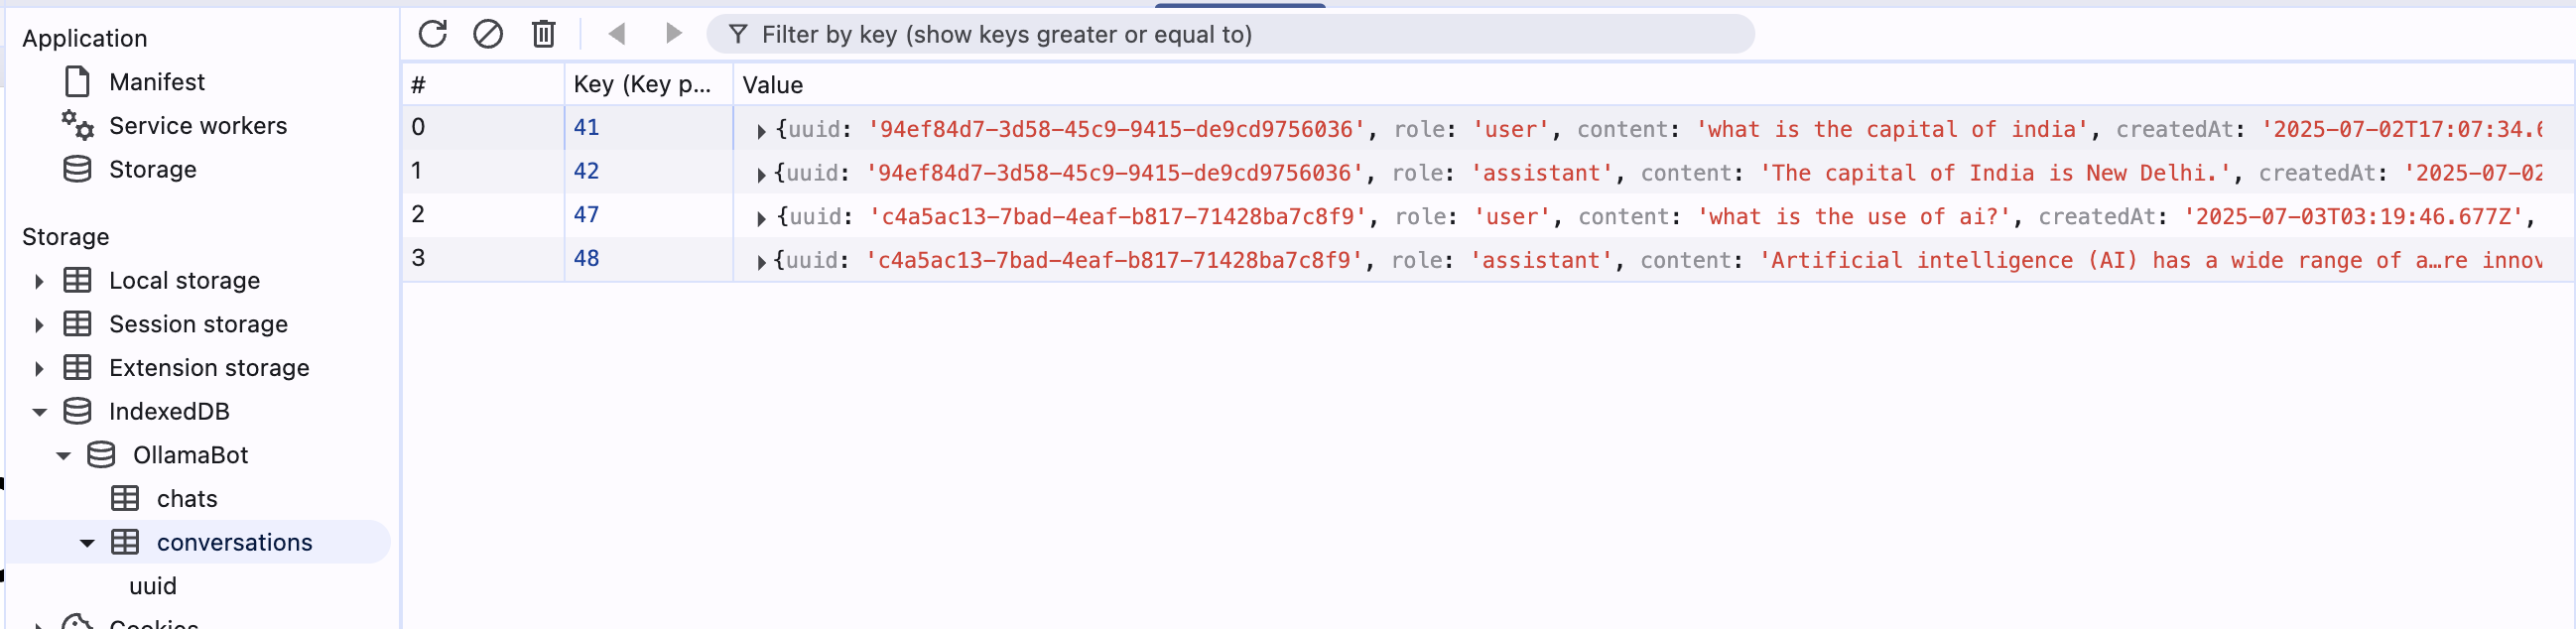 Application
Manifest
Service workers
Storage
Storage
Local storage
Session storage
Extension storage
IndexedDB
OllamaBot
chats
conversations
uuid
Cookies
Filter by key (show keys greater or equal to)
# Key (Key p... Value
0 41 {uuid: '94ef84d7-3d58-45c9-9415-de9cd9756036', role: 'user', content: 'what is the capital of india', createdAt: '2025-07-02T17:07:34.6
1 42 {uuid: '94ef84d7-3d58-45c9-9415-de9cd9756036', role: 'assistant', content: 'The capital of India is New Delhi.', createdAt: '2025-07-02
2 47 {uuid: 'c4a5ac13-7bad-4eaf-b817-71428ba7c8f9', role: 'user', content: 'what is the use of ai?', createdAt: '2025-07-03T03:19:46.677Z',
3 48 {uuid: 'c4a5ac13-7bad-4eaf-b817-71428ba7c8f9', role: 'assistant', content: 'Artificial intelligence (AI) has a wide range of a…re innov